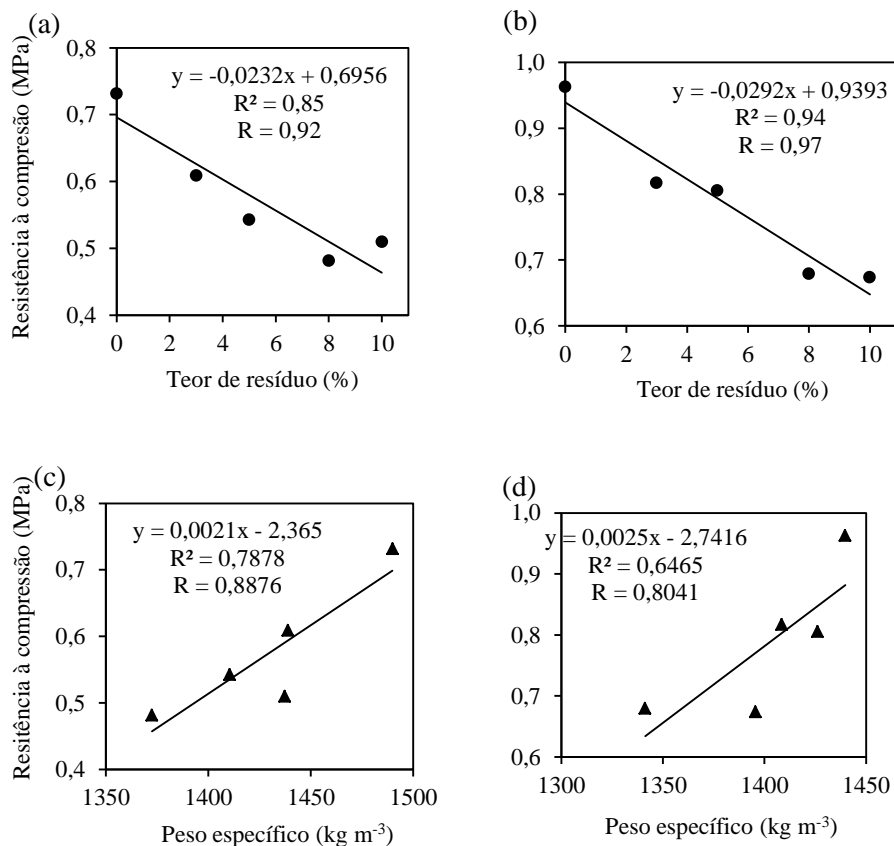 (a)
Resistência à compressão (MPa)
0,8
0,7
0,6
0,5
0,4
y = -0,0232x + 0,6956
R² = 0,85
R = 0,92
0 2 4 6 8 10
Teor de resíduo (%)
(b)
1,0
0,9
0,8
0,7
0,6
y = -0,0292x + 0,9393
R² = 0,94
R = 0,97
0 2 4 6 8 10
Teor de resíduo (%)
(c)
Resitência à compressão (MPa)
0,8
0,7
0,6
0,5
0,4
y = 0,0021x - 2,365
R² = 0,7878
R = 0,8876
1350 1400 1450 1500
Peso específico (kg m⁻³)
(d)
1,0
0,9
0,8
0,7
0,6
y = 0,0025x - 2,7416
R² = 0,6465
R = 0,8041
1300 1350 1400 1450
Peso específico (kg m⁻³)